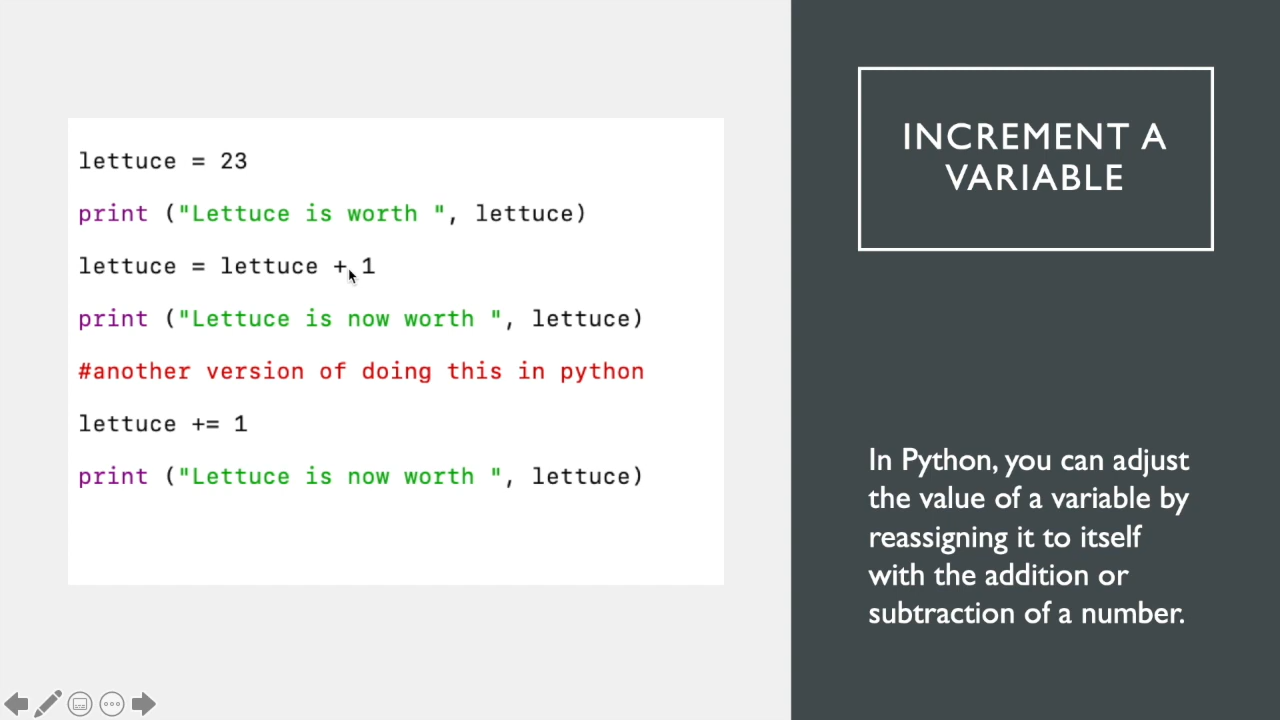 lettuce = 23
print ("Lettuce is worth ", lettuce)
lettuce = lettuce + 1
print ("Lettuce is now worth ", lettuce)
#another version of doing this in python
lettuce += 1
print ("Lettuce is now worth ", lettuce)
INCREMENT A
VARIABLE
In Python, you can adjust
the value of a variable by
reassigning it to itself
with the addition or
subtraction of a number.